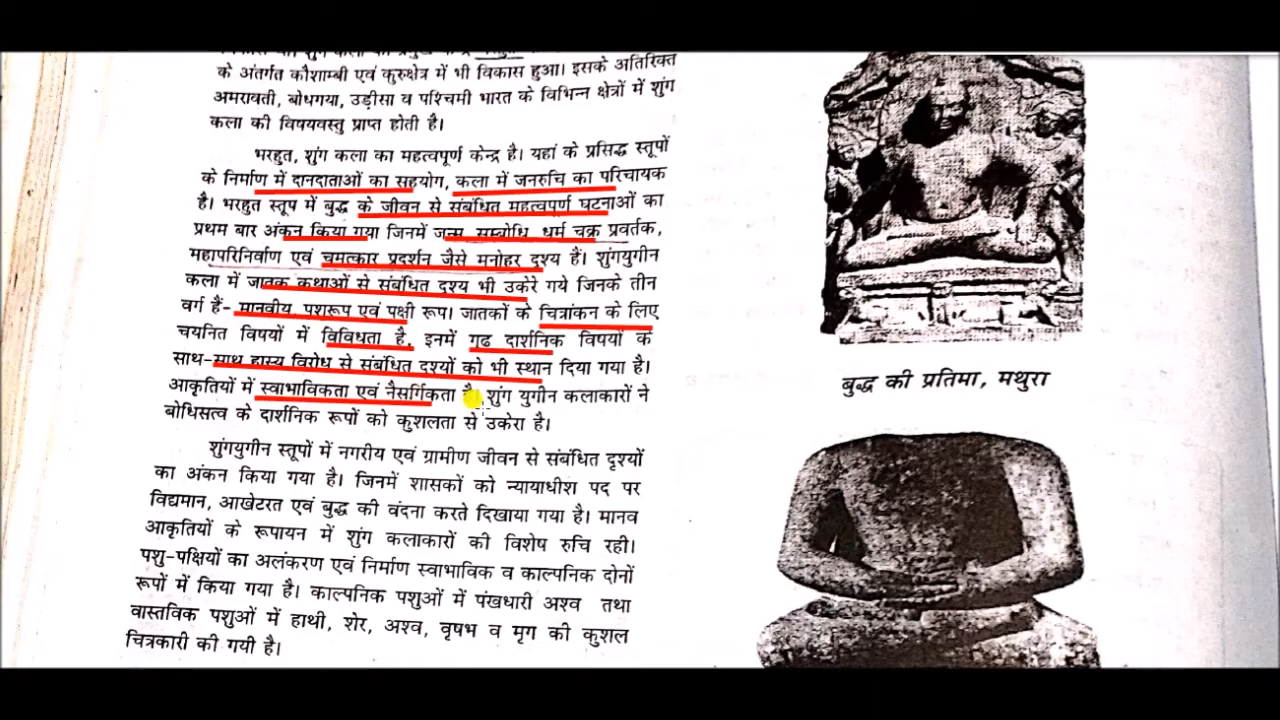 के अंतर्गत कौशाम्बी एवं कुरुक्षेत्र में भी विकास हुआ। इसके अतिरिक्त
अमरावती, बोधगया, उड़ीसा व पश्चिमी भारत के विभिन्न क्षेत्रों में शुंग
कला की विषयवस्तु प्राप्त होती है।
भरहुत, शुंग कला का महत्वपूर्ण केन्द्र है। यहां के प्रसिद्ध स्तूपों
के निर्माण में दानदाताओं का सहयोग, कला में जनरुचि का परिचायक
है। भरहुत स्तूप में बुद्ध के जीवन से संबंधित महत्वपूर्ण घटनाओं का
प्रथम बार अंकन किया गया जिनमें जन्म, सम्बोधि, धर्म चक्र प्रवर्तक,
महापरिनिर्वाण एवं चमत्कार प्रदर्शन जैसे मनोहर दृश्य हैं। शुंगयुगीन
कला में जातक कथाओं से संबंधित दृश्य भी उकेरे गये जिनके तीन
वर्ग हैं- मानवीय, पशुरूप एवं पक्षी रूप। जातकों के चित्रांकन के लिए
चयनित विषयों में विविधता है, इनमें गूढ दार्शनिक विषयों के
साथ-साथ हास्य विरोध से संबंधित दृश्यों को भी स्थान दिया गया है।
आकृतियों में स्वाभाविकता एवं नैसर्गिकता है। शुंग युगीन कलाकारों ने
बोधिसत्व के दार्शनिक रूपों को कुशलता से उकेरा है।
शुंगयुगीन स्तूपों में नगरीय एवं ग्रामीण जीवन से संबंधित दृश्यों
का अंकन किया गया है। जिनमें शासकों को न्यायाधीश पद पर
विद्यमान, आखेटरत एवं बुद्ध की वंदना करते दिखाया गया है। मानव
आकृतियों के रूपायन में शुंग कलाकारों की विशेष रुचि रही।
पशु-पक्षियों का अलंकरण एवं निर्माण स्वाभाविक व काल्पनिक दोनों
रूपों में किया गया है। काल्पनिक पशुओं में पंखधारी अश्व तथा
वास्तविक पशुओं में हाथी, शेर, अश्व, वृषभ व मृग की कुशल
चित्रकारी की गयी है।
बुद्ध की प्रतिमा, मथुरा